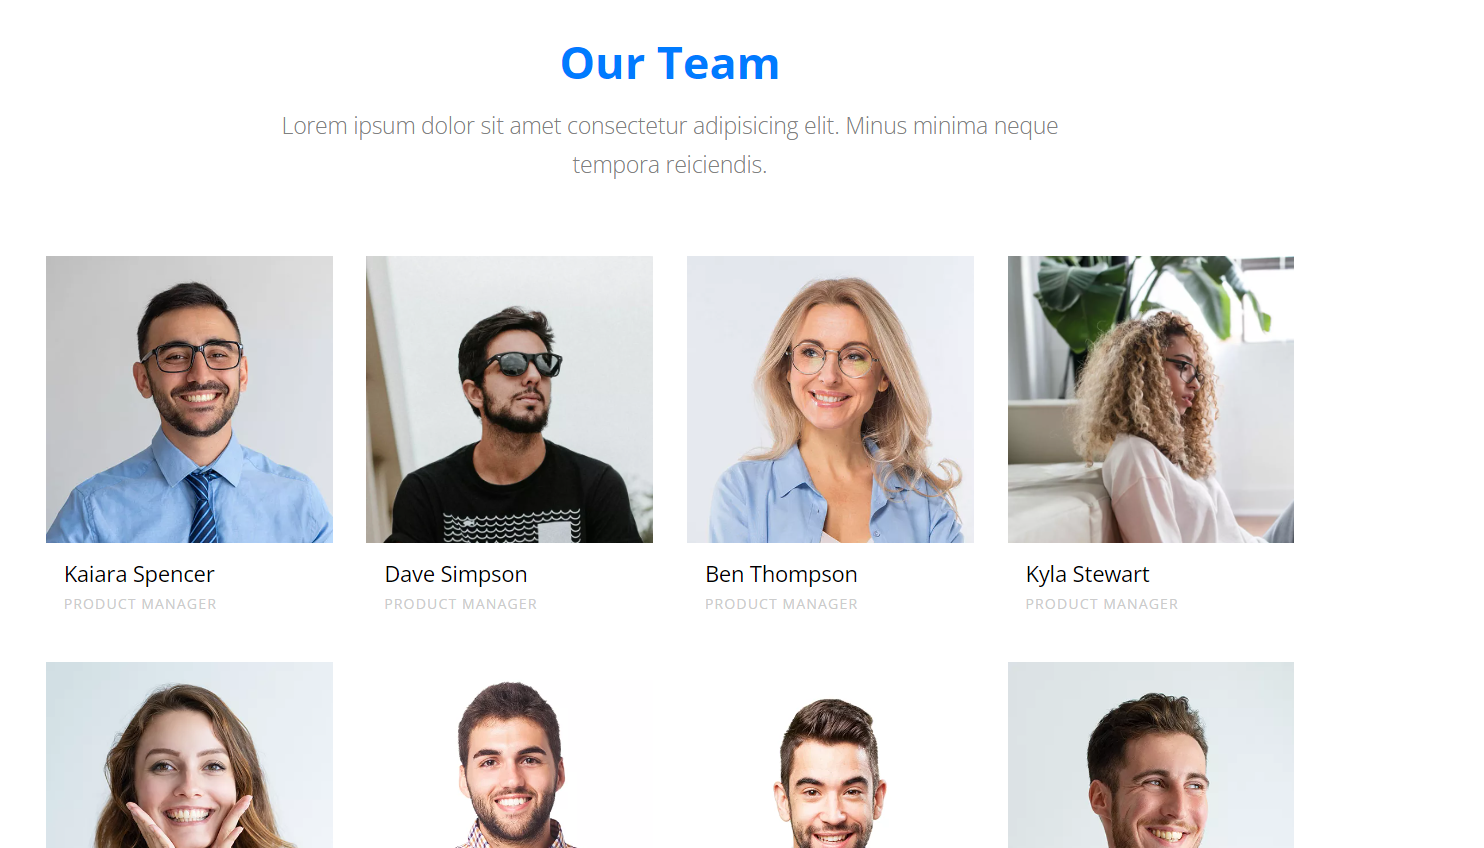 Our Team
Lorem ipsum dolor sit amet consectetur adipisicing elit. Minus minima neque
tempora reiciendis.
Kaiara Spencer
PRODUCT MANAGER
Dave Simpson
PRODUCT MANAGER
Ben Thompson
PRODUCT MANAGER
Kyla Stewart
PRODUCT MANAGER